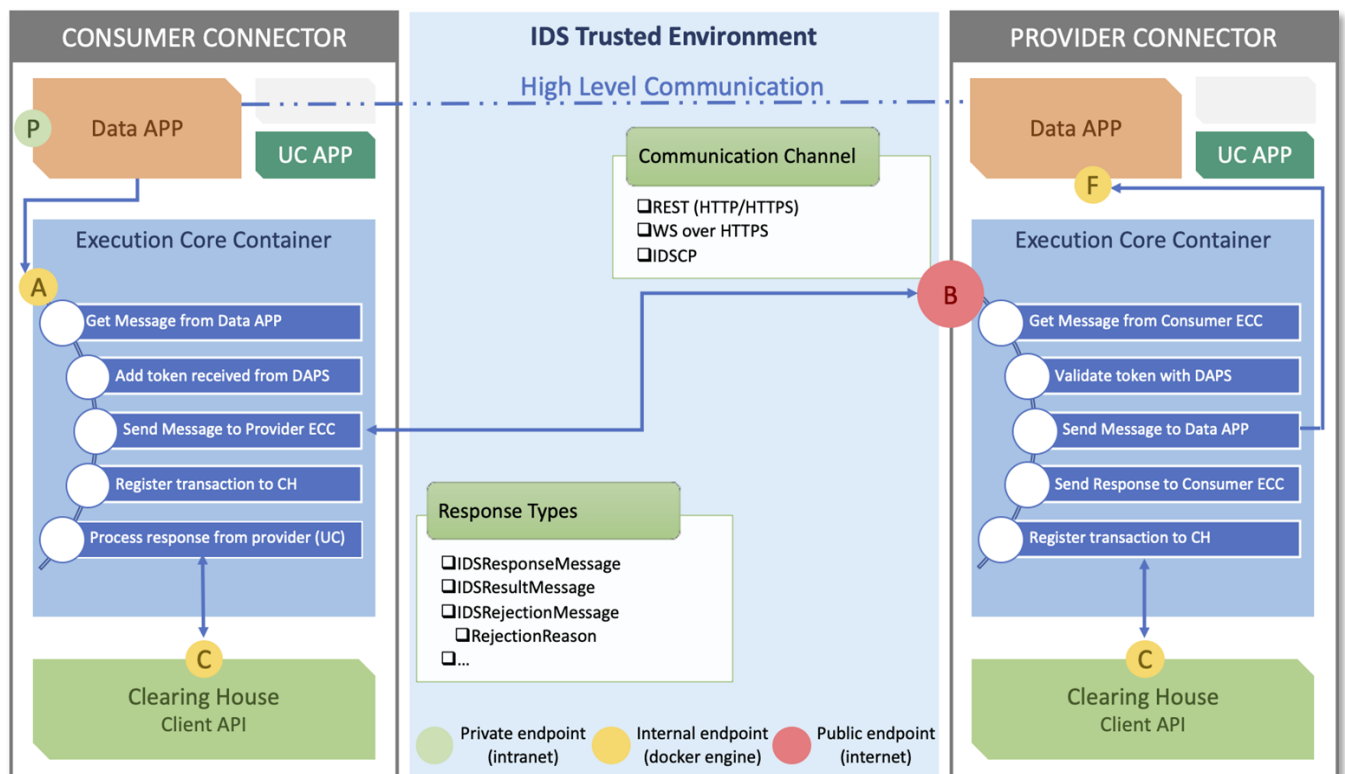 CONSUMER CONNECTOR
P
Data APP
UC APP
Execution Core Container
A
Get Message from Data APP
Add token received from DAPS
Send Message to Provider ECC
Register transaction to CH
Process response from provider (UC)
C
Clearing House
Client API
IDS Trusted Environment
High Level Communication
Communication Channel
REST (HTTP/HTTPS)
WS over HTTPS
IDSCP
Response Types
IDSResponseMessage
IDSResultMessage
IDSRejectionMessage
RejectionReason
...
Private endpoint
(intranet)
Internal endpoint
(docker engine)
Public endpoint
(internet)
PROVIDER CONNECTOR
Data APP
UC APP
F
Execution Core Container
B
Get Message from Consumer ECC
Validate token with DAPS
Send Message to Data APP
Send Response to Consumer ECC
Register transaction to CH
C
Clearing House
Client API